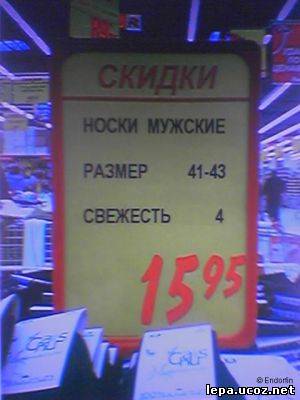 СКИДКИ
НОСКИ МУЖСКИЕ
РАЗМЕР 41-43
СВЕЖЕСТЬ 4
15 95
© Endorfin
lepa.ucoz.net